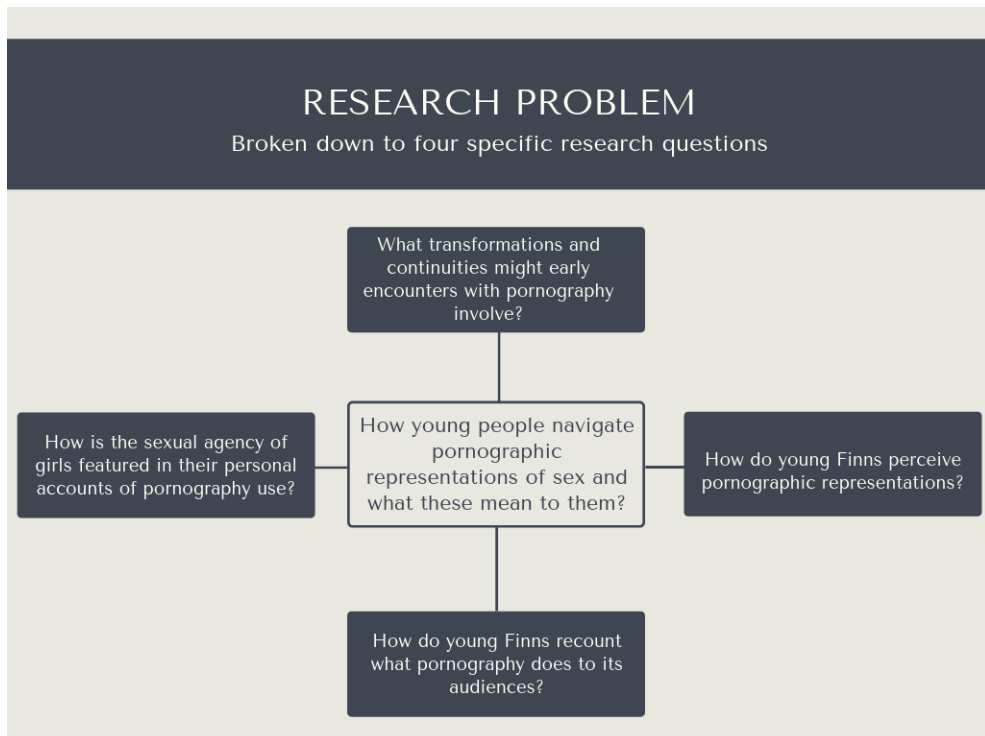 RESEARCH PROBLEM
Broken down to four specific research questions
What transformations and
continuities might early
encounters with pornography
involve?
How is the sexual agency of
girls featured in their personal
accounts of pornography use?
How young people navigate
pornographic
representations of sex and
what these mean to them?
How do young Finns perceive
pornographic representations?
How do young Finns recount
what pornography does to its
audiences?